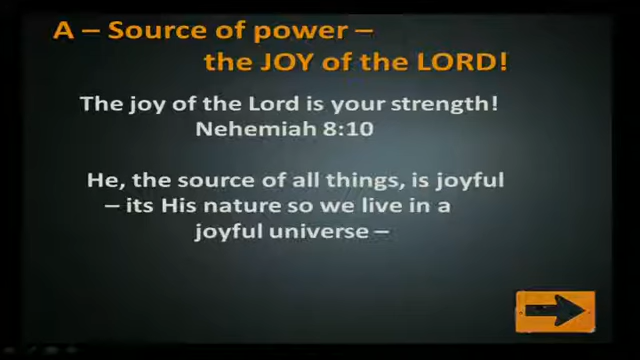 A – Source of power –
the JOY of the LORD!
The joy of the Lord is your strength!
Nehemiah 8:10
He, the source of all things, is joyful
– its His nature so we live in a
joyful universe –